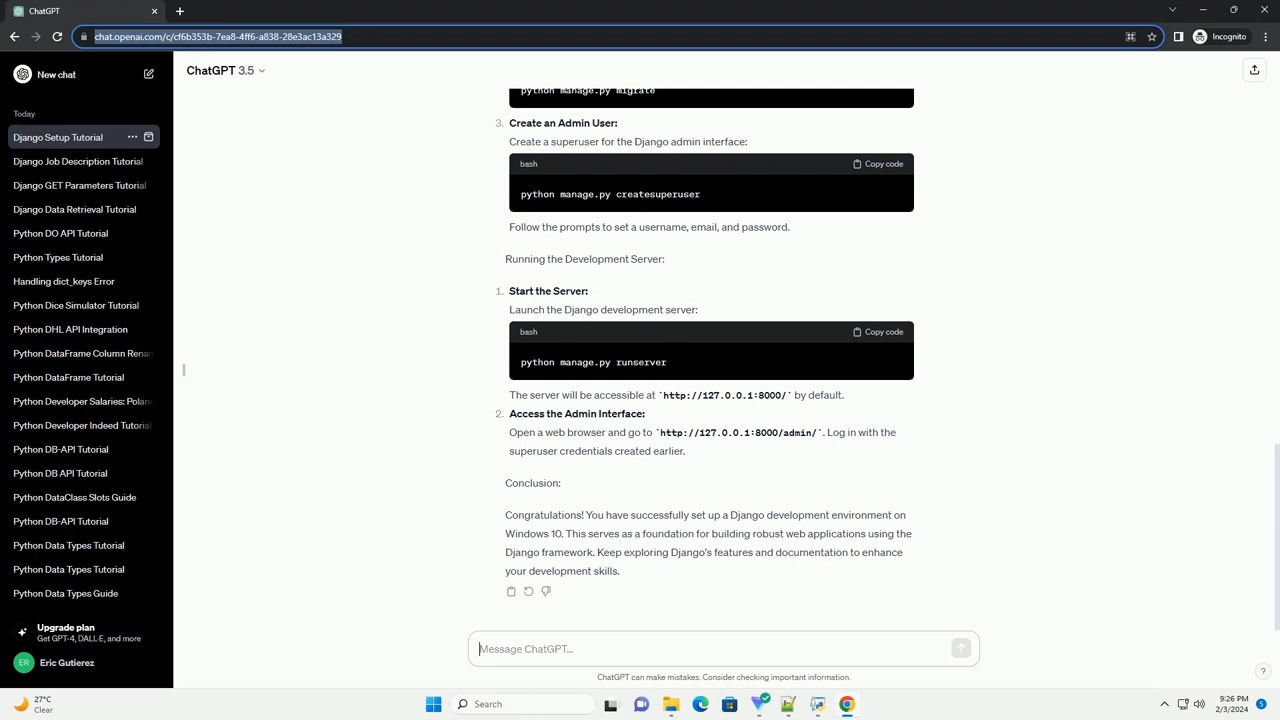 ChatGPT
chat.openai.com/c/cf6b353b-7ea8-4ff6-a838-28e3ac13a329
Incognito
New chat
ChatGPT 3.5
Today
Django Setup Tutorial
Django Job Description Tutorial
Django GET Parameters Tutorial
Django Data Retrieval Tutorial
Python DO API Tutorial
Python Types Tutorial
Handling dict_keys Error
Python Dice Simulator Tutorial
Python DHL API Integration
Python DataFrame Column Renam
Python DataFrame Tutorial
Python Developer Salaries: Poland
Python Developer Indeed Tutorial
Python DB-API Tutorial
Python DB API Tutorial
Python DataClass Slots Guide
Python DB-API Tutorial
Python Data Types Tutorial
Python Data Types Tutorial
Python Data Types Guide
Upgrade plan
Get GPT-4, DALL·E, and more
ER
Eric Gutierez
python manage.py migrate
3. Create an Admin User:
Create a superuser for the Django admin interface:
bash
Copy code
python manage.py createsuperuser
Follow the prompts to set a username, email, and password.
Running the Development Server:
1. Start the Server:
Launch the Django development server:
bash
Copy code
python manage.py runserver
The server will be accessible at `http://127.0.0.1:8000/` by default.
2. Access the Admin Interface:
Open a web browser and go to `http://127.0.0.1:8000/admin/`. Log in with the
superuser credentials created earlier.
Conclusion:
Congratulations! You have successfully set up a Django development environment on
Windows 10. This serves as a foundation for building robust web applications using the
Django framework. Keep exploring Django's features and documentation to enhance
your development skills.
Message ChatGPT...
ChatGPT can make mistakes. Consider checking important information.
?
27°C
Clear
Search
9:26 PM
2/3/2024
5